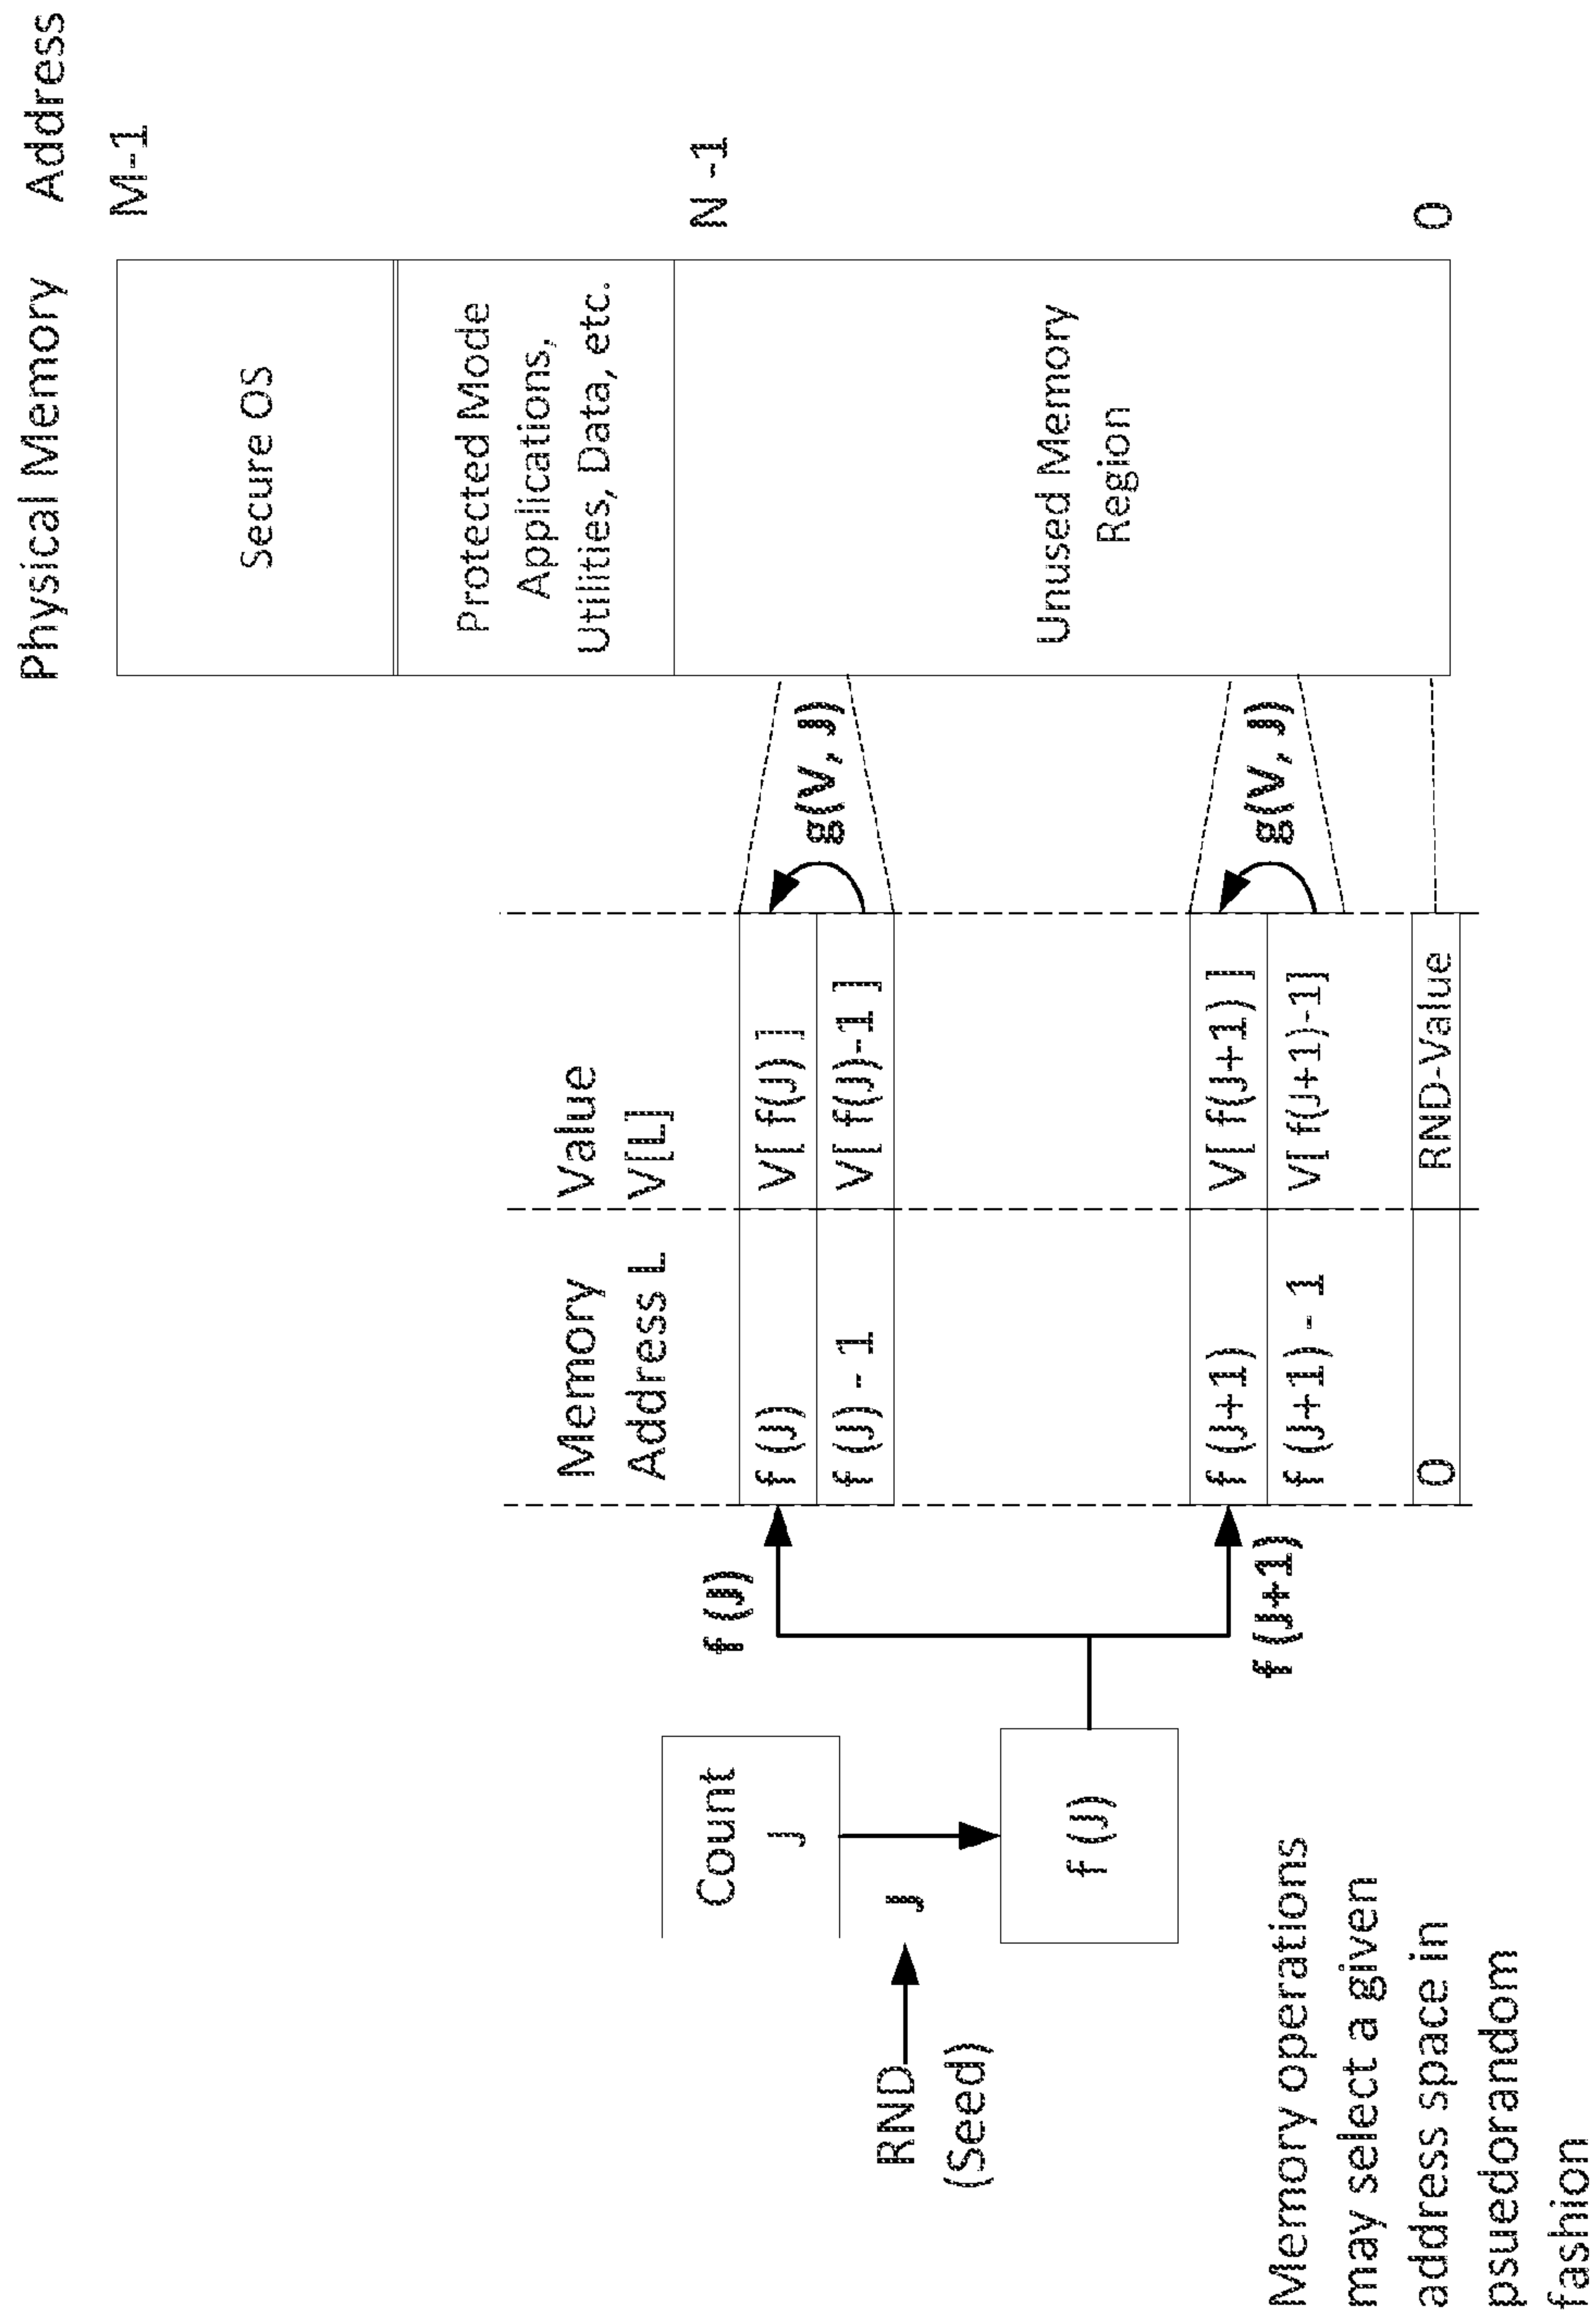 Physical Memory
Address
M-1
Secure OS
Protected Mode
Applications,
Utilities, Data, etc.
N -1
Unused Memory
Region
0
Memory
Address L
Value
V[L]
f (J)
V[ f(J) ]
f (J) - 1
V[ f(J)-1 ]
g(V, J)
f (J+1)
V[ f(J+1) ]
f (J+1) - 1
V[ f(J+1)-1]
g(V, J)
0
RND-Value
f (J)
f (J+1)
Count
J
J
RND
(Seed)
f (J)
Memory operations
may select a given
address space in
psuedorandom
fashion